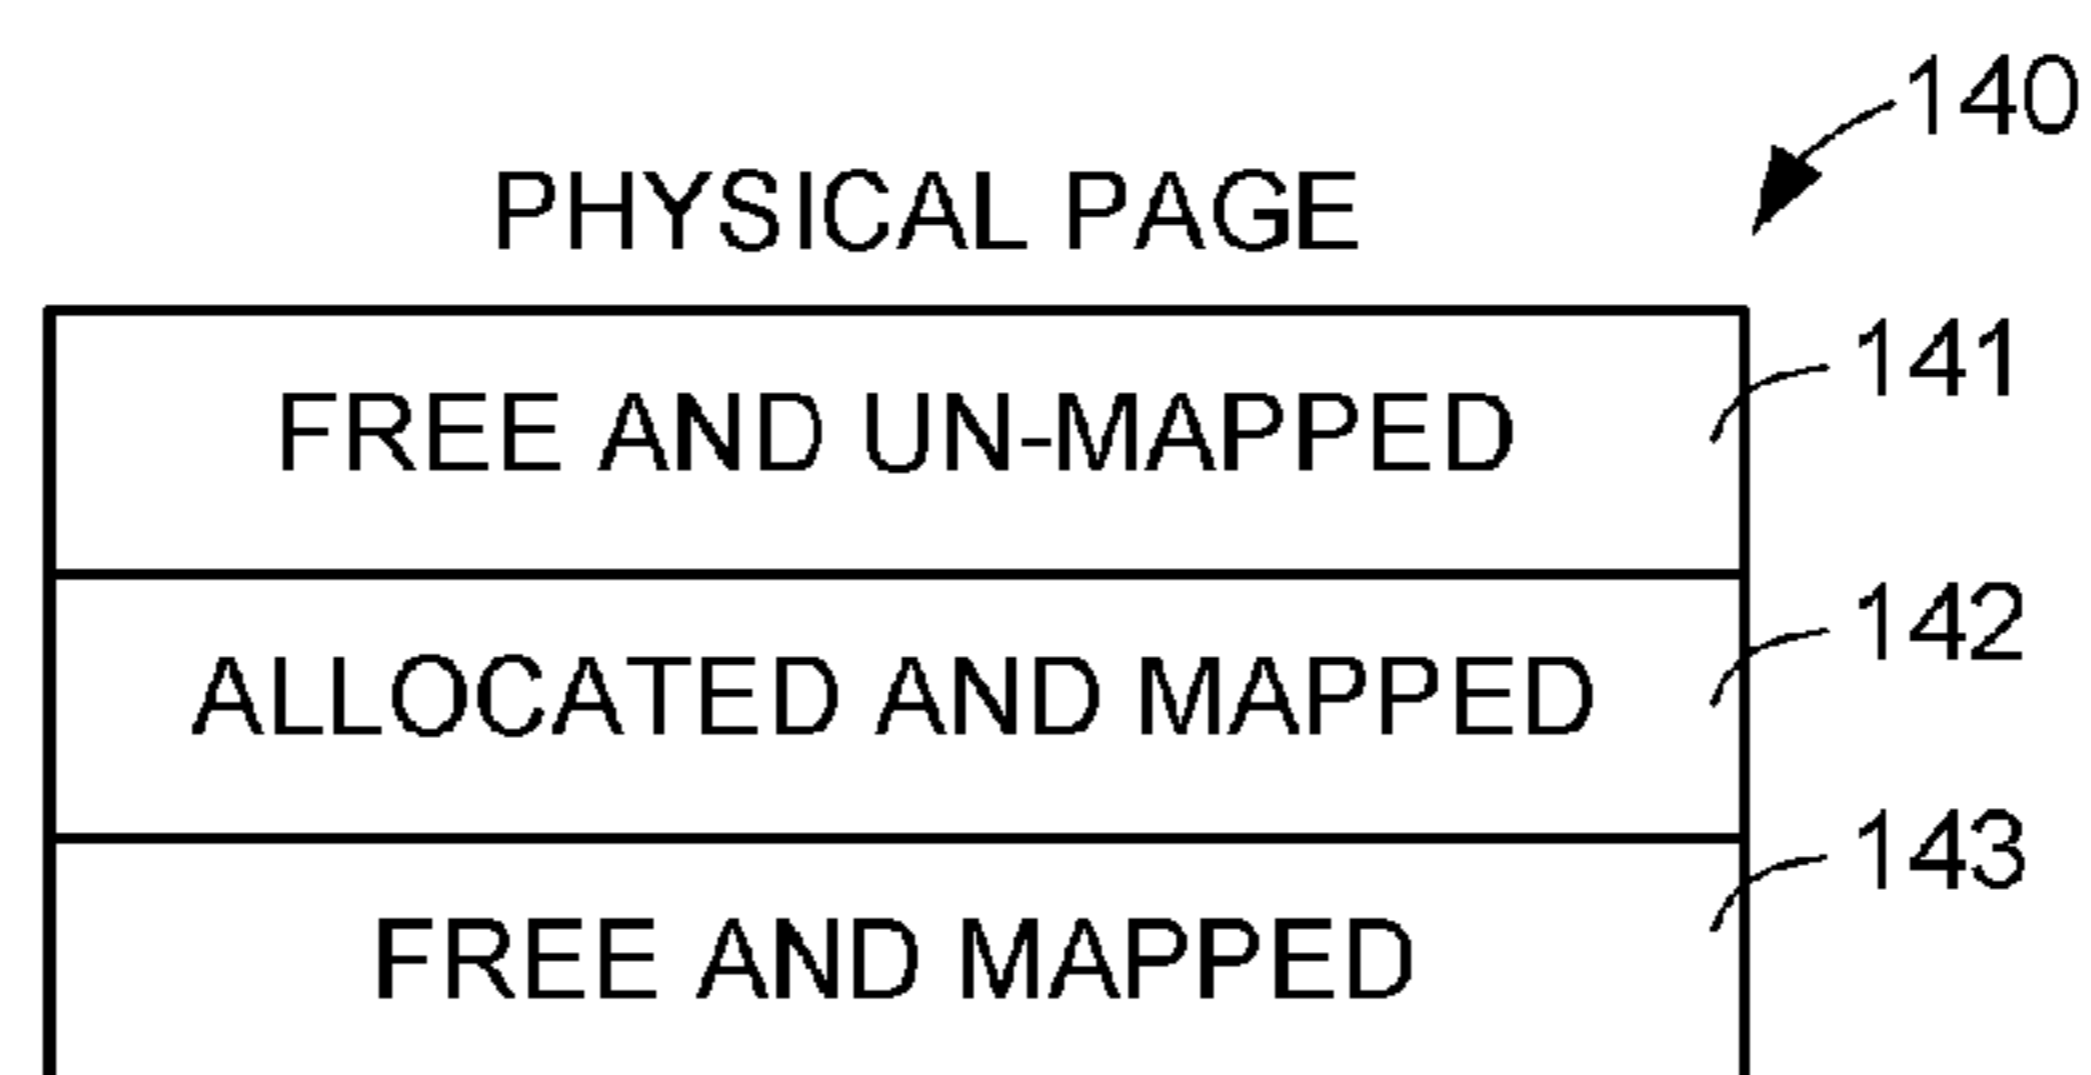 140
PHYSICAL PAGE
141
FREE AND UN-MAPPED
142
ALLOCATED AND MAPPED
143
FREE AND MAPPED